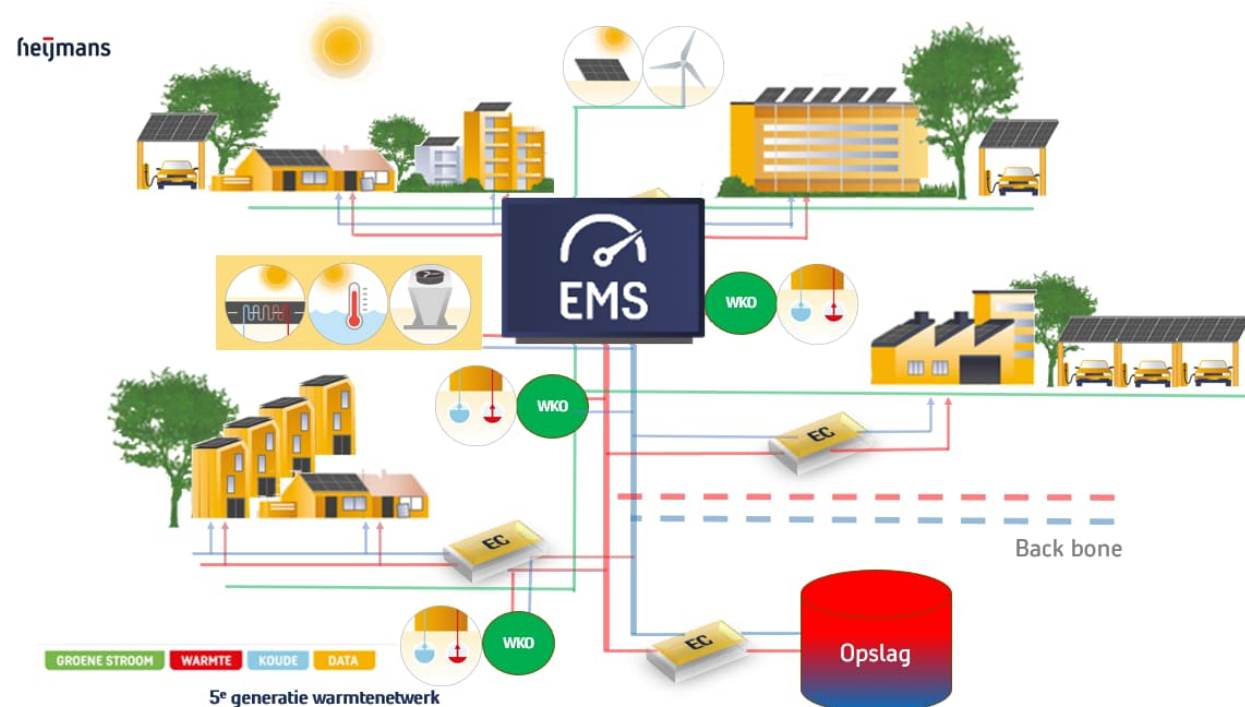 heijmans
EMS
WKO
WKO
EC
Back bone
EC
EC
Opslag
WKO
GROENE STROOM WARMTE KOUDE DATA
5e generatie warmtenetwerk